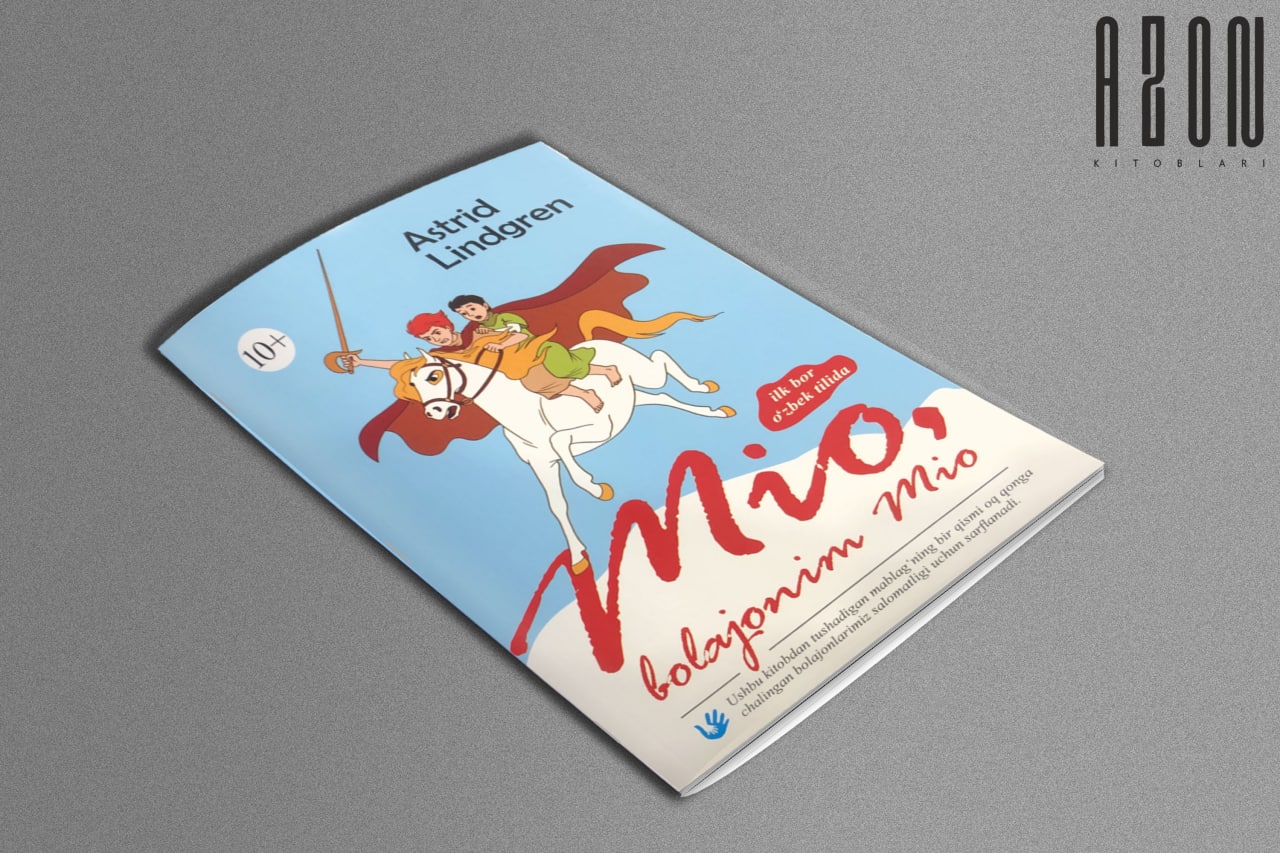 AZON
KITOBLARI
Astrid
Lindgren
10+
ilk bor
o‘zbek tilida
Mio,
bolajonim Mio
Ushbu kitobdan tushadigan mablag‘ning bir qismi oq qonga
chalingan bolajonlarimiz salomatligi uchun sarflanadi.